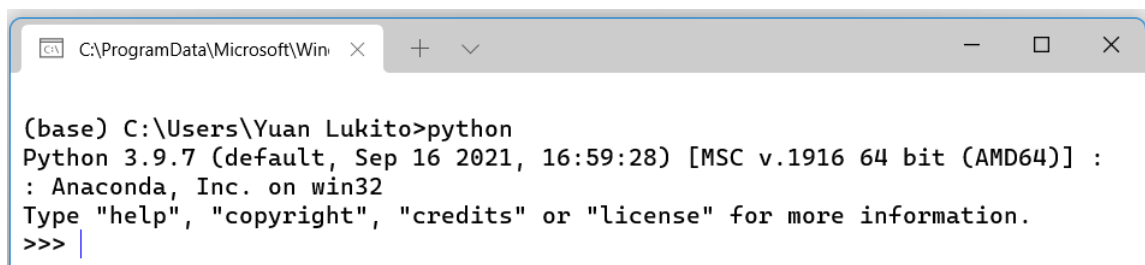 C:\ProgramData\Microsoft\Win
(base) C:\Users\Yuan Lukito>python
Python 3.9.7 (default, Sep 16 2021, 16:59:28) [MSC v.1916 64 bit (AMD64)] :
: Anaconda, Inc. on win32
Type "help", "copyright", "credits" or "license" for more information.
>>>